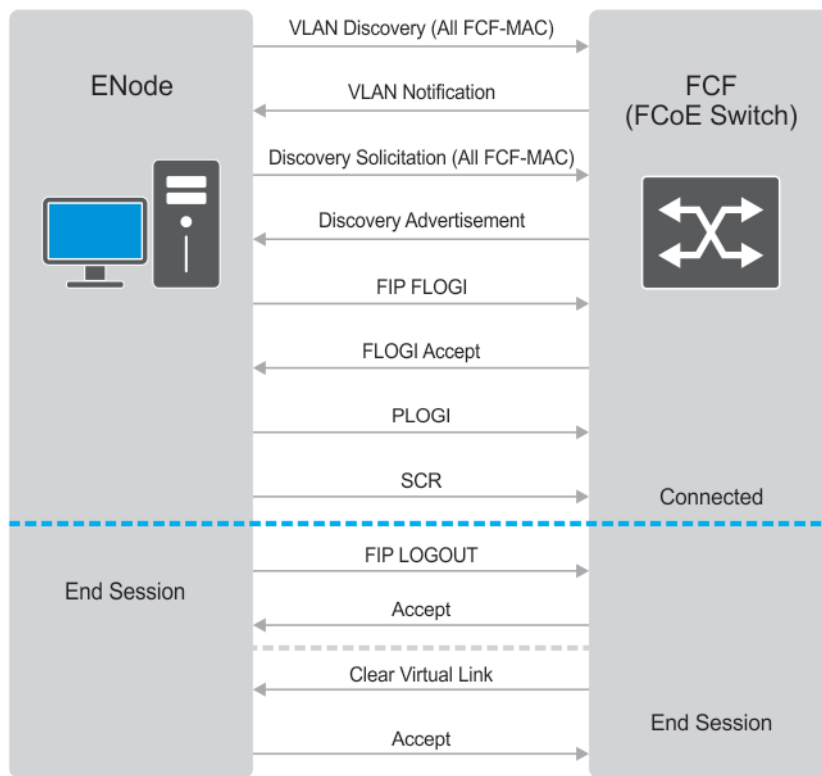 ENode
FCF
(FCoE Switch)
VLAN Discovery (All FCF-MAC)
VLAN Notification
Discovery Solicitation (All FCF-MAC)
Discovery Advertisement
FIP FLOGI
FLOGI Accept
PLOGI
SCR
Connected
FIP LOGOUT
End Session
Accept
Clear Virtual Link
End Session
Accept